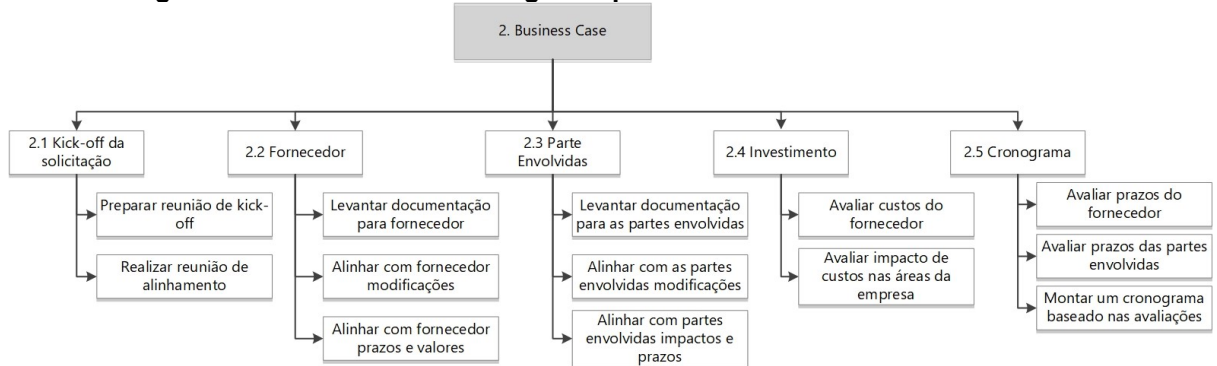 2. Business Case
2.1 Kick-off da
solicitação
2.2 Fornecedor
2.3 Parte
Envolvidas
2.4 Investimento
2.5 Cronograma
Preparar reunião de kick-
off
Realizar reunião de
alinhamento
Levantar documentação
para fornecedor
Alinhar com fornecedor
modificações
Alinhar com fornecedor
prazos e valores
Levantar documentação
para as partes envolvidas
Alinhar com as partes
envolvidas modificações
Alinhar com partes
envolvidas impactos e
prazos
Avaliar custos do
fornecedor
Avaliar impacto de
custos nas áreas da
empresa
Avaliar prazos do
fornecedor
Avaliar prazos das partes
envolvidas
Montar um cronograma
baseado nas avaliações